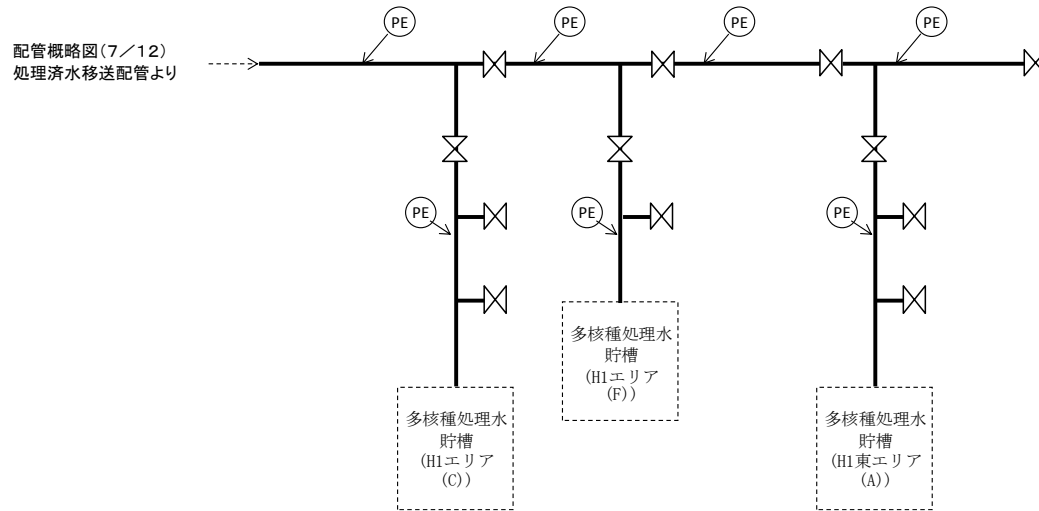 PE
PE
PE
PE
配管概略図(7/12)
処理済水移送配管より
PE
PE
PE
多核種処理水
貯槽
(H1エリア
(F))
多核種処理水
貯槽
(H1エリア
(C))
多核種処理水
貯槽
(H1東エリア
(A))